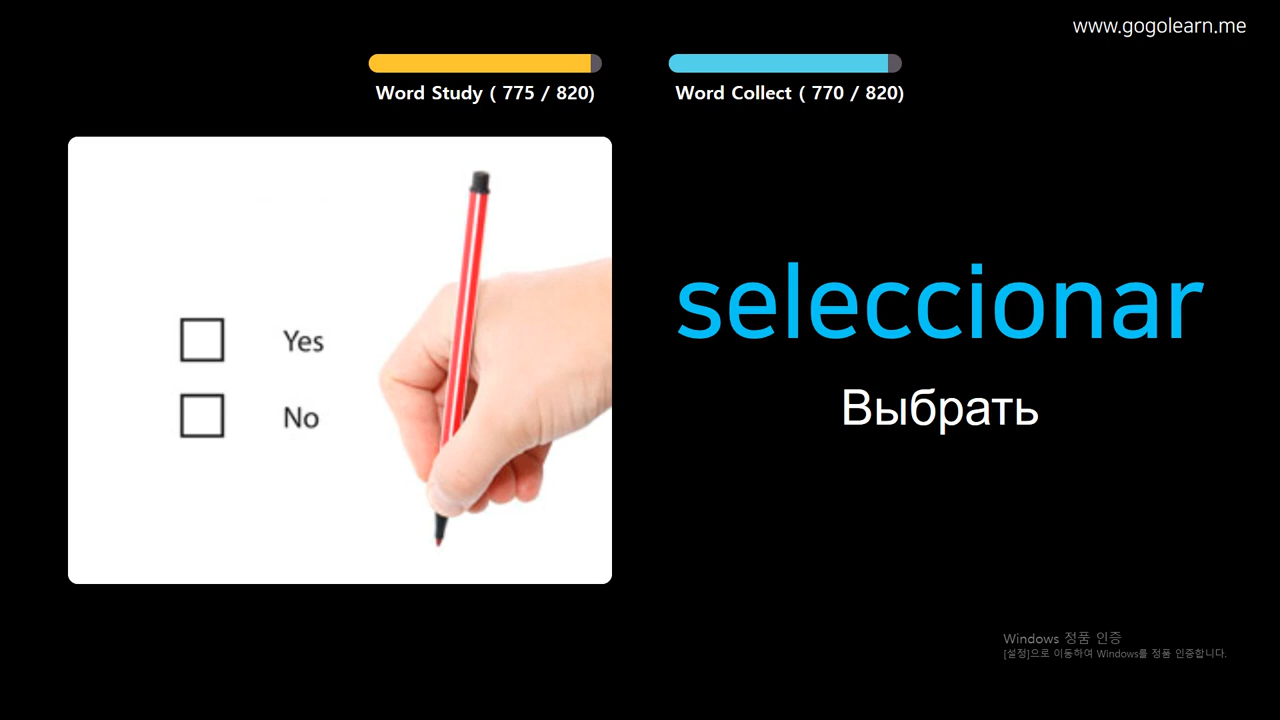 www.gogolearn.me
Word Study ( 775 / 820)
Word Collect ( 770 / 820)
Yes
No
seleccionar
Выбрать
Windows 정품 인증
[설정]으로 이동하여 Windows를 정품 인증합니다.